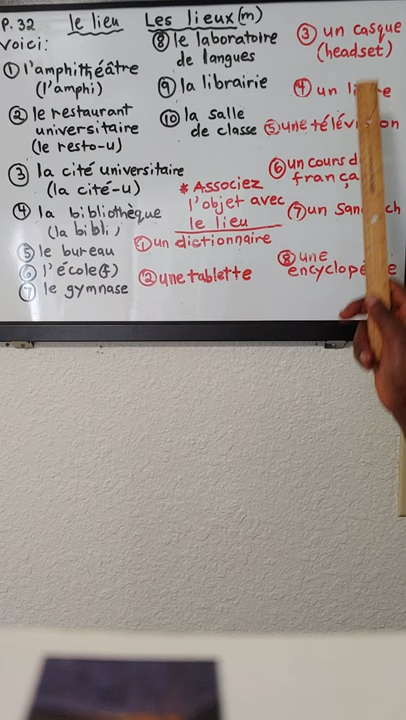 P.32 le lieu Les lieux(m)
Voici:
① l'amphithéâtre
(l'amphi)
② le restaurant
universitaire
(le resto-u)
③ la cité universitaire
(la cité-u)
④ la bibliothèque
(la bibli
⑤ le bureau
⑥ l'école(f)
⑦ le gymnase
⑧ le laboratoire
de langues
⑨ la librairie
⑩ la salle
de classe
* Associez
l'objet avec
le lieu
① un dictionnaire
② une tablette
③ un casque
(headset)
④ un
⑤ une
⑥ un cours
⑦ un
⑧ une